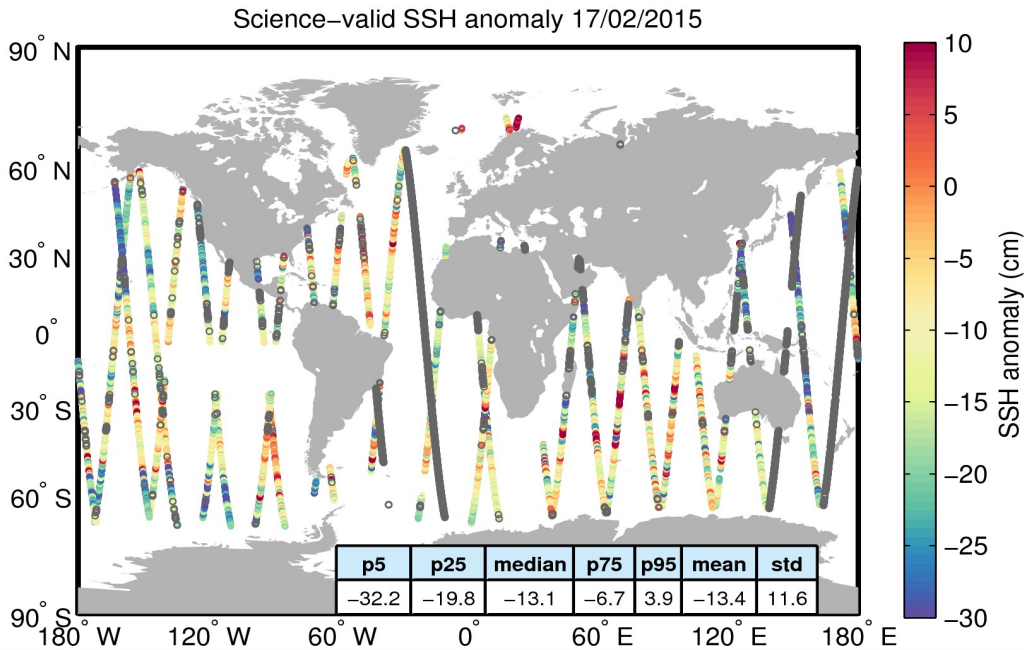 Science−valid SSH anomaly 17/02/2015
90° N
60° N
30° N
0°
30° S
60° S
90° S
180° W 120° W 60° W 0° 60° E 120° E 180° E
p5 p25 median p75 p95 mean std
−32.2 −19.8 −13.1 −6.7 3.9 −13.4 11.6
10
5
0
−5
−10
−15
−20
−25
−30
SSH anomaly (cm)